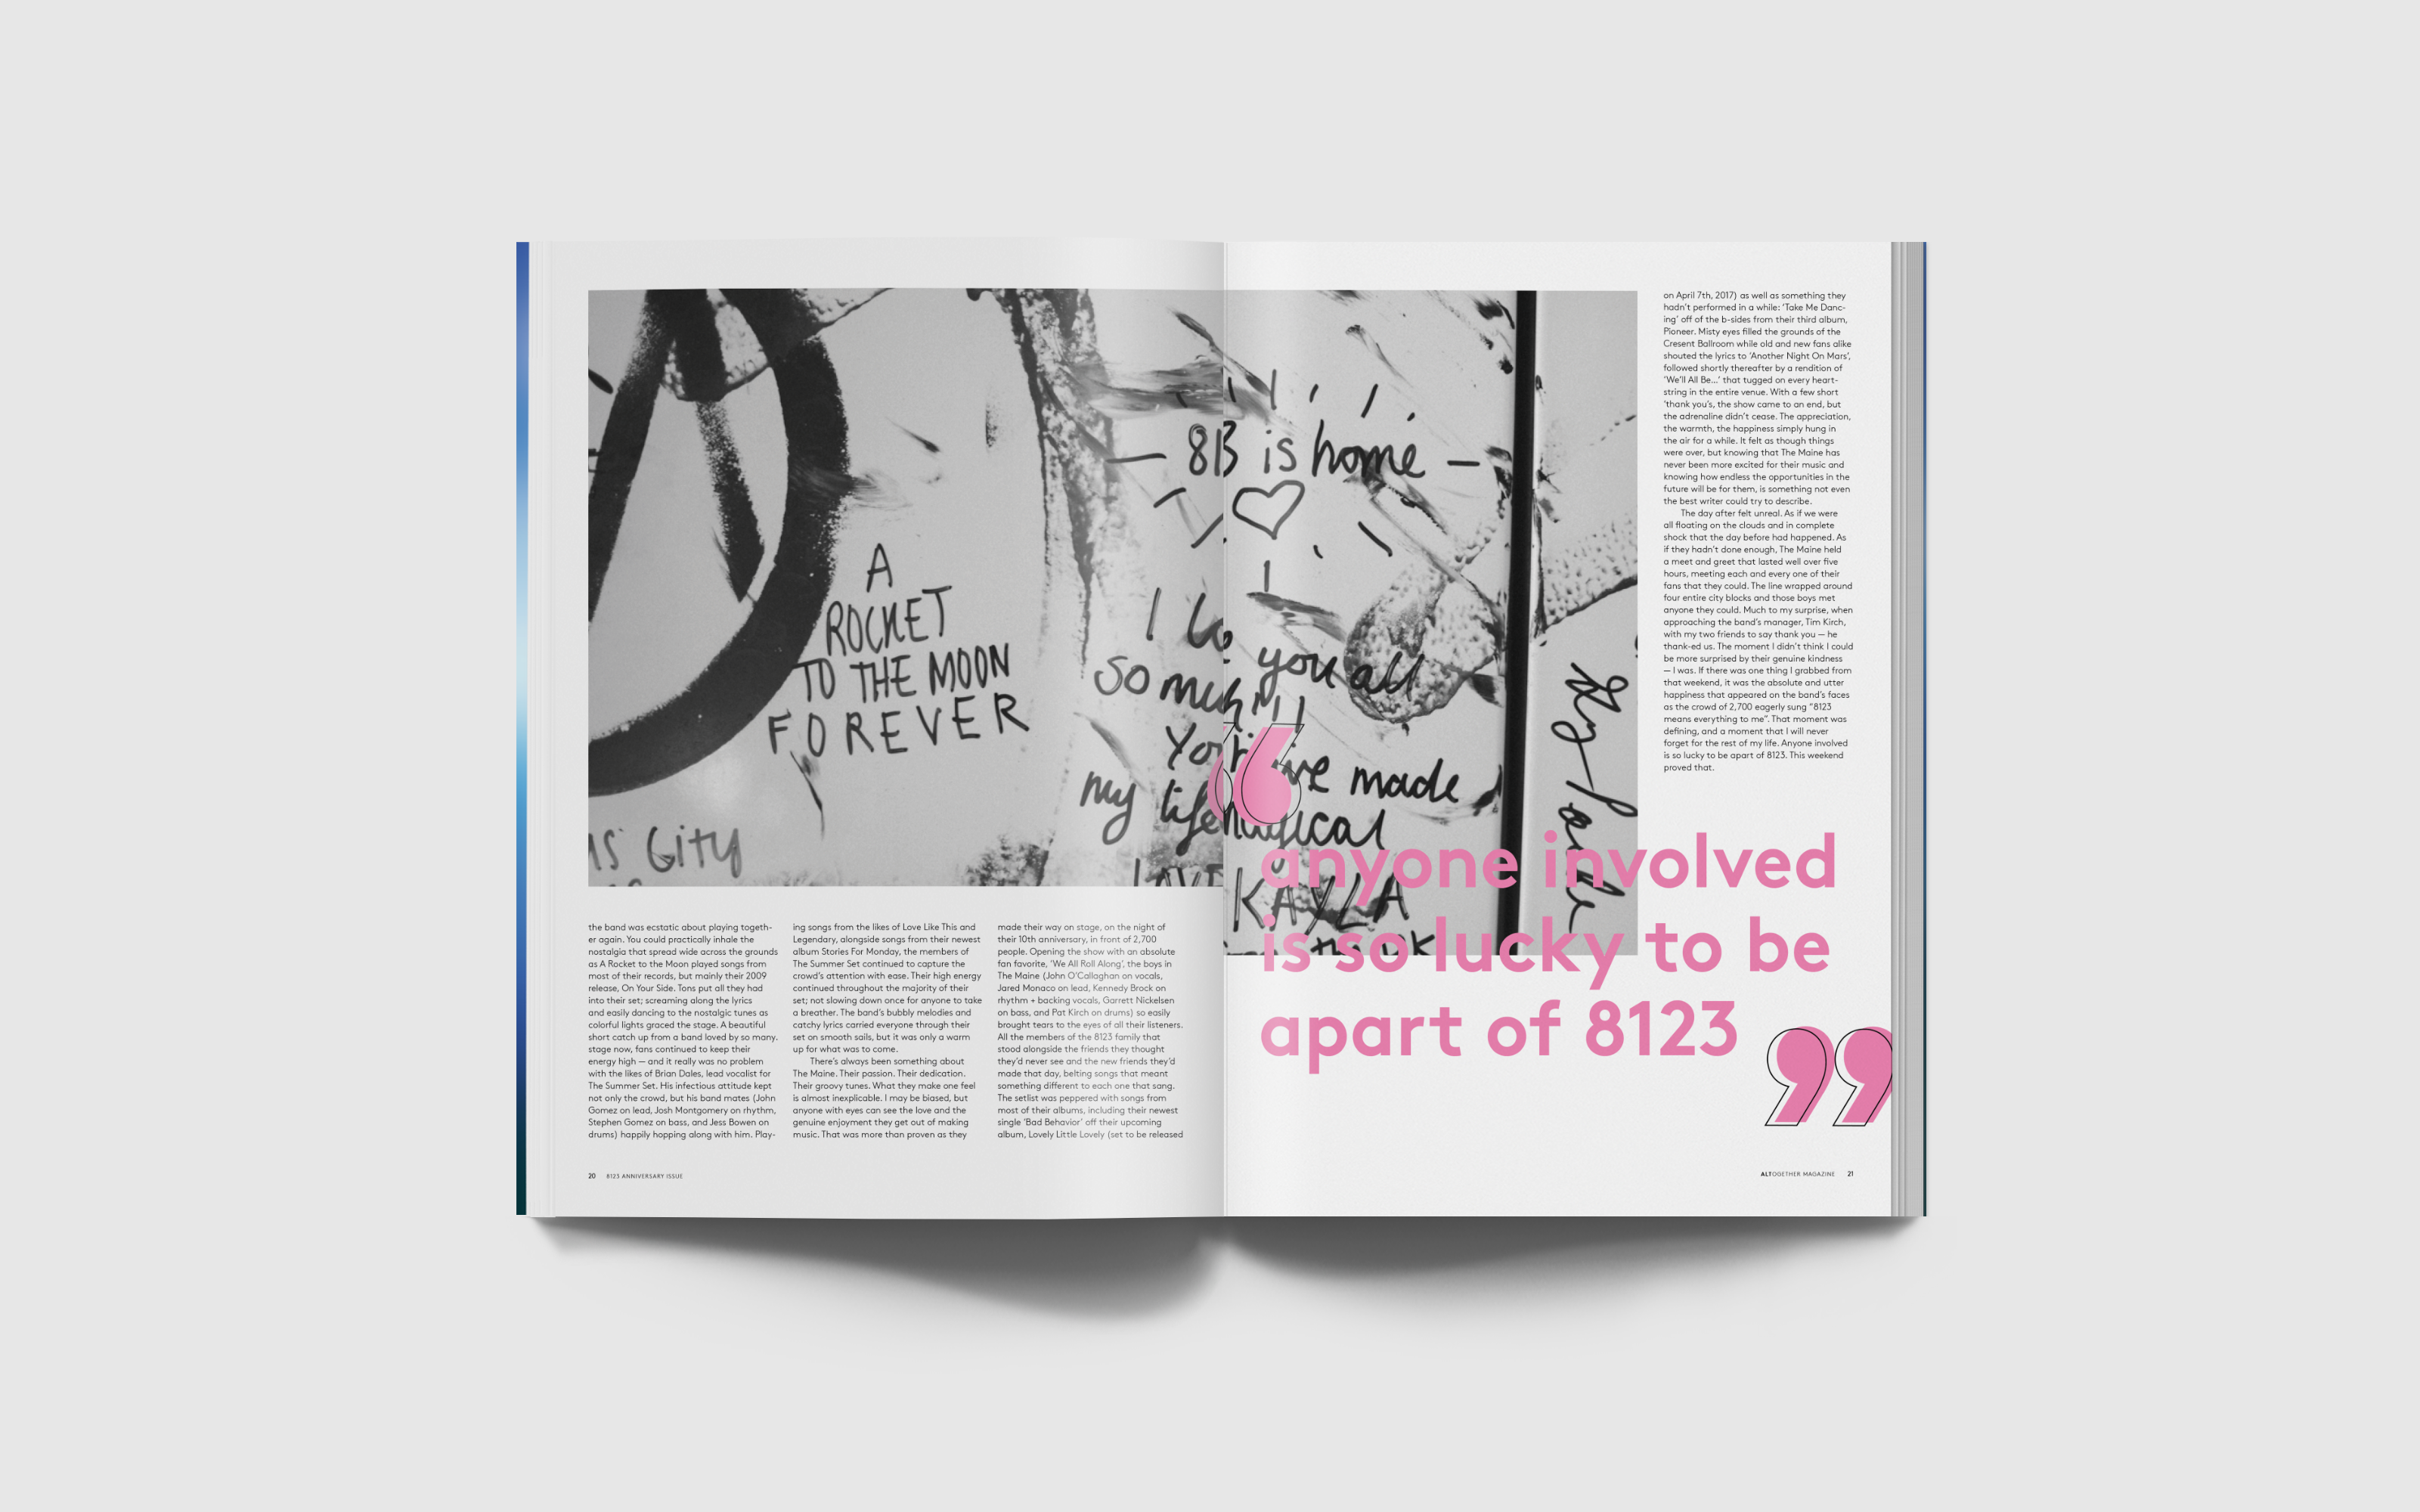 A
ROCKET
TO THE MOON
FOREVER
City
— 8B is home —
I
you all
so much!!!
You've made
my life magical
KAYLA
the band was ecstatic about playing togeth-
er again. You could practically inhale the
nostalgia that spread wide across the grounds
as A Rocket to the Moon played songs from
most of their records, but mainly their 2009
release, On Your Side. Tons put all they had
into their set; screaming along the lyrics
and easily dancing to the nostalgic tunes as
colorful lights graced the stage. A beautiful
short catch up from a band loved by so many.
stage now, fans continued to keep their
energy high — and it really was no problem
with the likes of Brian Dales, lead vocalist for
The Summer Set. His infectious attitude kept
not only the crowd, but his band mates (John
Gomez on lead, Josh Montgomery on rhythm,
Stephen Gomez on bass, and Jess Bowen on
drums) happily hopping along with him. Play-
ing songs from the likes of Love Like This and
Legendary, alongside songs from their newest
album Stories For Monday, the members of
The Summer Set continued to capture the
crowd's attention with ease. Their high energy
continued throughout the majority of their
set; not slowing down once for anyone to take
a breather. The band's bubbly melodies and
catchy lyrics carried everyone through their
set on smooth sails, but it was only a warm
up for what was to come.
There's always been something about
The Maine. Their passion. Their dedication.
Their groovy tunes. What they make one feel
is almost inexplicable. I may be biased, but
anyone with eyes can see the love and the
genuine enjoyment they get out of making
music. That was more than proven as they
made their way on stage, on the night of
their 10th anniversary, in front of 2,700
people. Opening the show with an absolute
fan favorite, 'We All Roll Along', the boys in
The Maine (John O'Callaghan on vocals,
Jared Monaco on lead, Kennedy Brock on
rhythm + backing vocals, Garrett Nickelsen
on bass, and Pat Kirch on drums) so easily
brought tears to the eyes of all their listeners.
All the members of the 8123 family that
stood alongside the friends they thought
they'd never see and the new friends they'd
made that day, belting songs that meant
something different to each one that sang.
The setlist was peppered with songs from
most of their albums, including their newest
single 'Bad Behavior' off their upcoming
album, Lovely Little Lovely (set to be released
20 8123 ANNIVERSARY ISSUE
on April 7th, 2017) as well as something they
hadn't performed in a while: 'Take Me Danc-
ing' off of the b-sides from their third album,
Pioneer. Misty eyes filled the grounds of the
Cresent Ballroom while old and new fans alike
shouted the lyrics to 'Another Night On Mars',
followed shortly thereafter by a rendition of
'We'll All Be...' that tugged on every heart-
string in the entire venue. With a few short
'thank you's, the show came to an end, but
the adrenaline didn't cease. The appreciation,
the warmth, the happiness simply hung in
the air for a while. It felt as though things
were over, but knowing that The Maine has
never been more excited for their music and
knowing how endless the opportunities in the
future will be for them, is something not even
the best writer could try to describe.
The day after felt unreal. As if we were
all floating on the clouds and in complete
shock that the day before had happened. As
if they hadn't done enough, The Maine held
a meet and greet that lasted well over five
hours, meeting each and every one of their
fans that they could. The line wrapped around
four entire city blocks and those boys met
anyone they could. Much to my surprise, when
approaching the band's manager, Tim Kirch,
with my two friends to say thank you — he
thank-ed us. The moment I didn't think I could
be more surprised by their genuine kindness
— I was. If there was one thing I grabbed from
that weekend, it was the absolute and utter
happiness that appeared on the band's faces
as the crowd of 2,700 eagerly sung "8123
means everything to me". That moment was
defining, and a moment that I will never
forget for the rest of my life. Anyone involved
is so lucky to be apart of 8123. This weekend
proved that.
“
anyone involved
is so lucky to be
apart of 8123
”
ALTOGETHER MAGAZINE 21